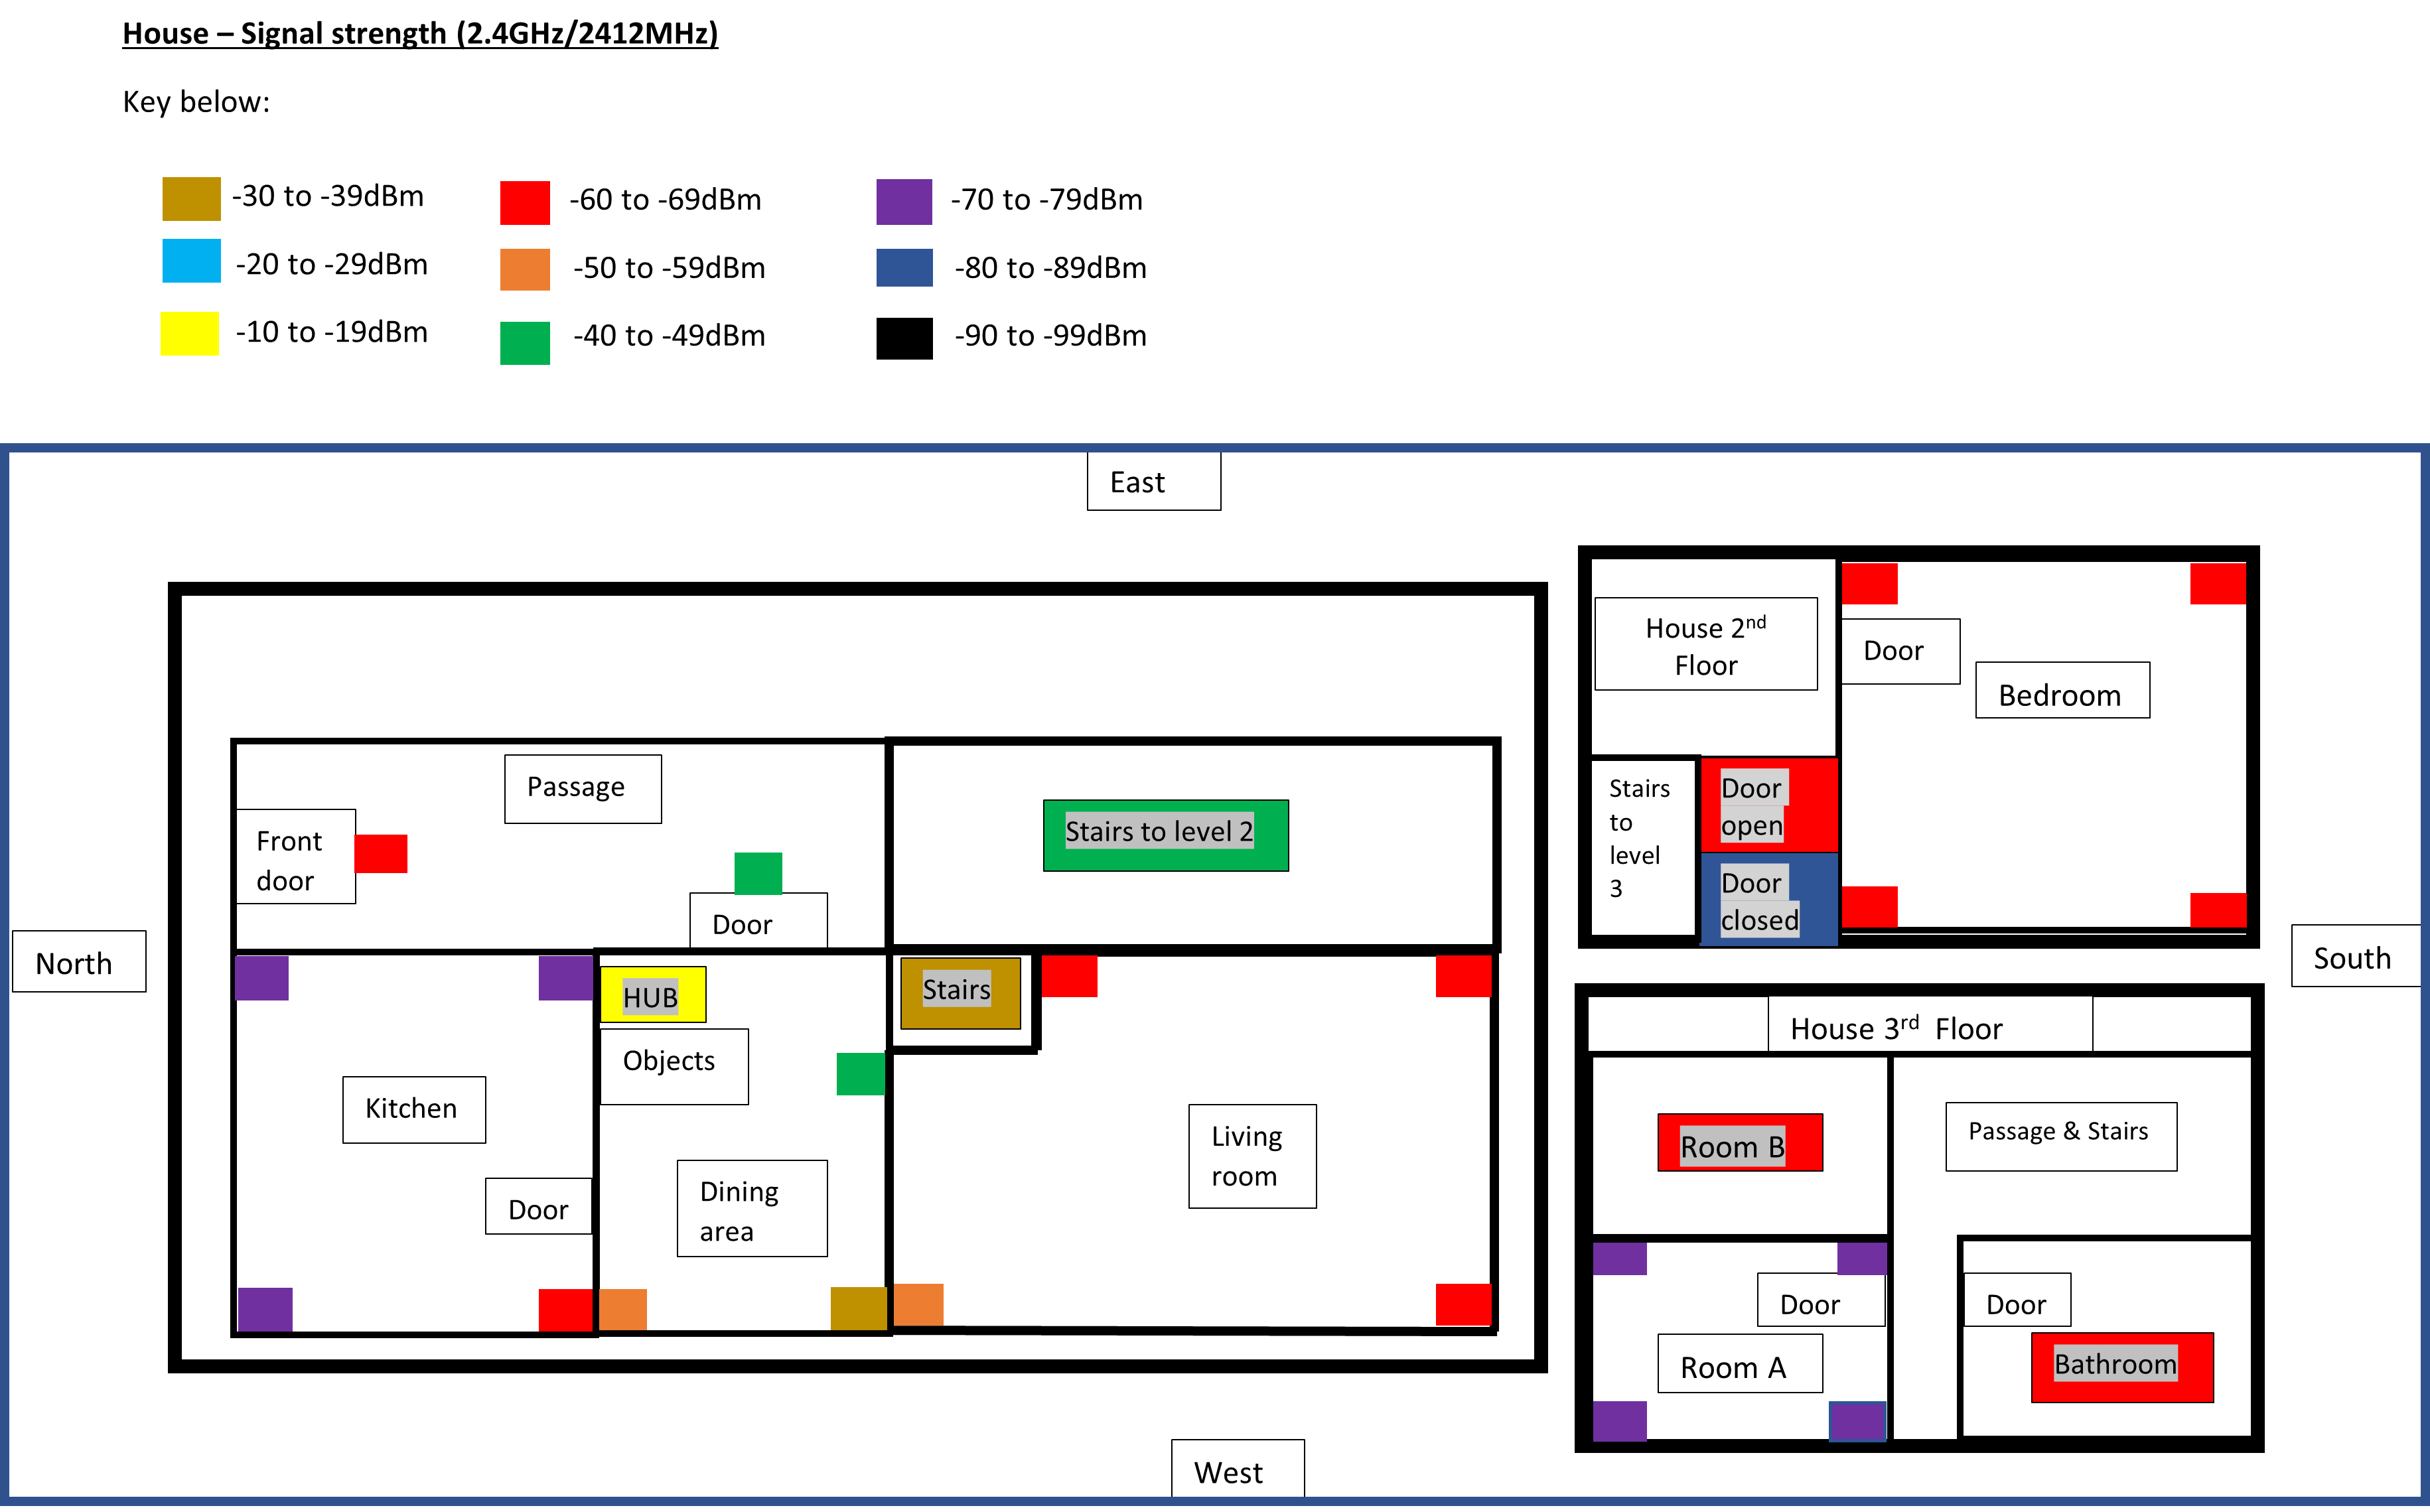 House – Signal strength (2.4GHz/2412MHz)
Key below:
-30 to -39dBm
-60 to -69dBm
-70 to -79dBm
-20 to -29dBm
-50 to -59dBm
-80 to -89dBm
-10 to -19dBm
-40 to -49dBm
-90 to -99dBm
East
House 2nd
Floor
Door
Bedroom
Passage
Stairs to level 2
Front
door
Door
Stairs
to
level
3
Door
open
Door
closed
North
South
HUB
Stairs
Objects
Kitchen
Living
room
Door
Dining
area
House 3rd Floor
Room B
Passage & Stairs
Door
Door
Room A
Bathroom
West